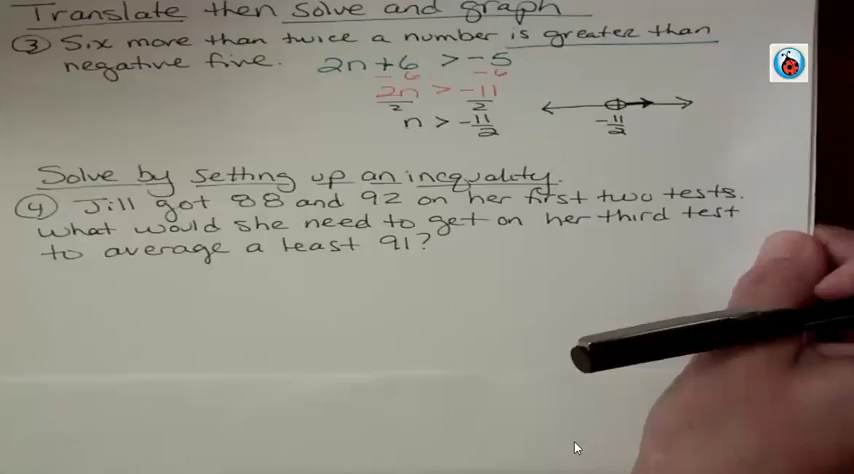 Translate then solve and graph
③ Six more than twice a number is greater than
negative five. 2n + 6 > -5
-6 -6
2n/2 > -11/2
n > -11/2
-11/2
Solve by setting up an inequality.
④ Jill got 88 and 92 on her first two tests.
What would she need to get on her third test
to average a least 91?